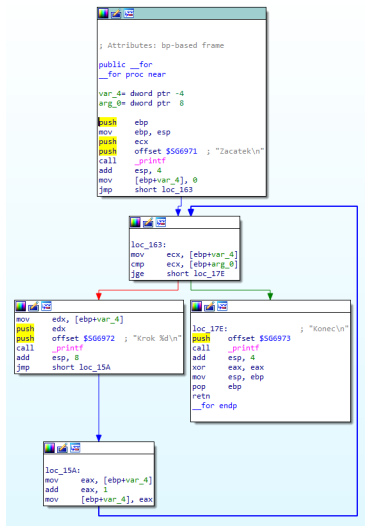 ; Attributes: bp-based frame
public __for
__for proc near
var_4= dword ptr -4
arg_0= dword ptr  8
push    ebp
mov     ebp, esp
push    ecx
push    offset $SG6971  ; "Zacatek\n"
call    _printf
add     esp, 4
mov     [ebp+var_4], 0
jmp     short loc_163
loc_163:
mov     ecx, [ebp+var_4]
cmp     ecx, [ebp+arg_0]
jge     short loc_17E
mov     edx, [ebp+var_4]
push    edx
push    offset $SG6972  ; "Krok %d\n"
call    _printf
add     esp, 8
jmp     short loc_15A
loc_17E:                ; "Konec\n"
push    offset $SG6973
call    _printf
add     esp, 4
xor     eax, eax
mov     esp, ebp
pop     ebp
retn
__for endp
loc_15A:
mov     eax, [ebp+var_4]
add     eax, 1
mov     [ebp+var_4], eax